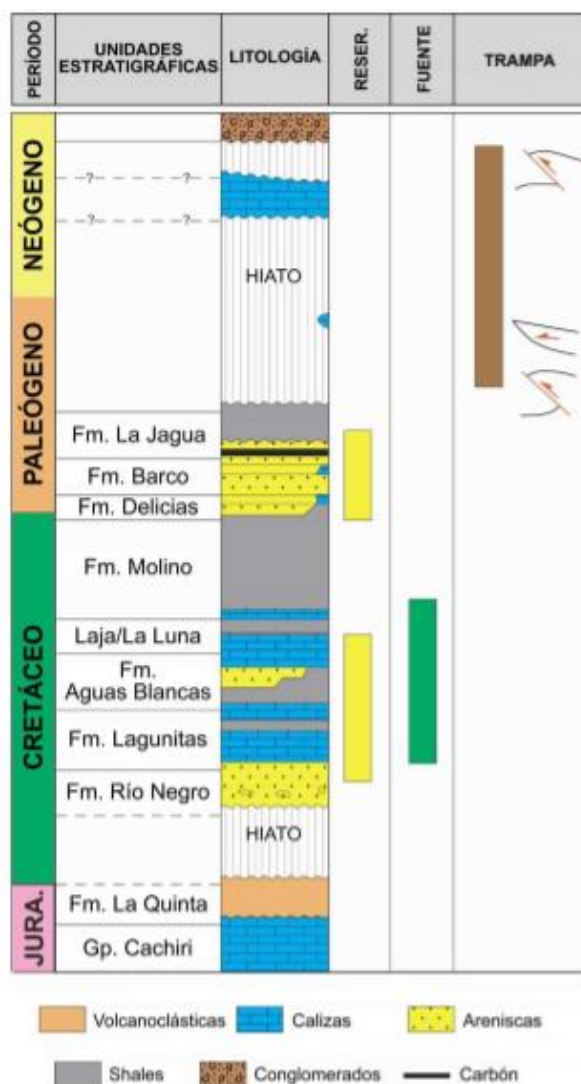 PERÍODO
UNIDADES
ESTRATIGRÁFICAS
LITOLOGÍA
RESER.
FUENTE
TRAMPA
NEÓGENO
--?-- --?--
--?-- --?--
HIATO
PALEÓGENO
Fm. La Jagua
Fm. Barco
Fm. Delicias
CRETÁCEO
Fm. Molino
Laja/La Luna
Fm.
Aguas Blancas
Fm. Lagunitas
Fm. Río Negro
HIATO
JURA.
Fm. La Quinta
Gp. Cachiri
Volcanoclásticas
Calizas
Areniscas
Shales
Conglomerados
Carbón